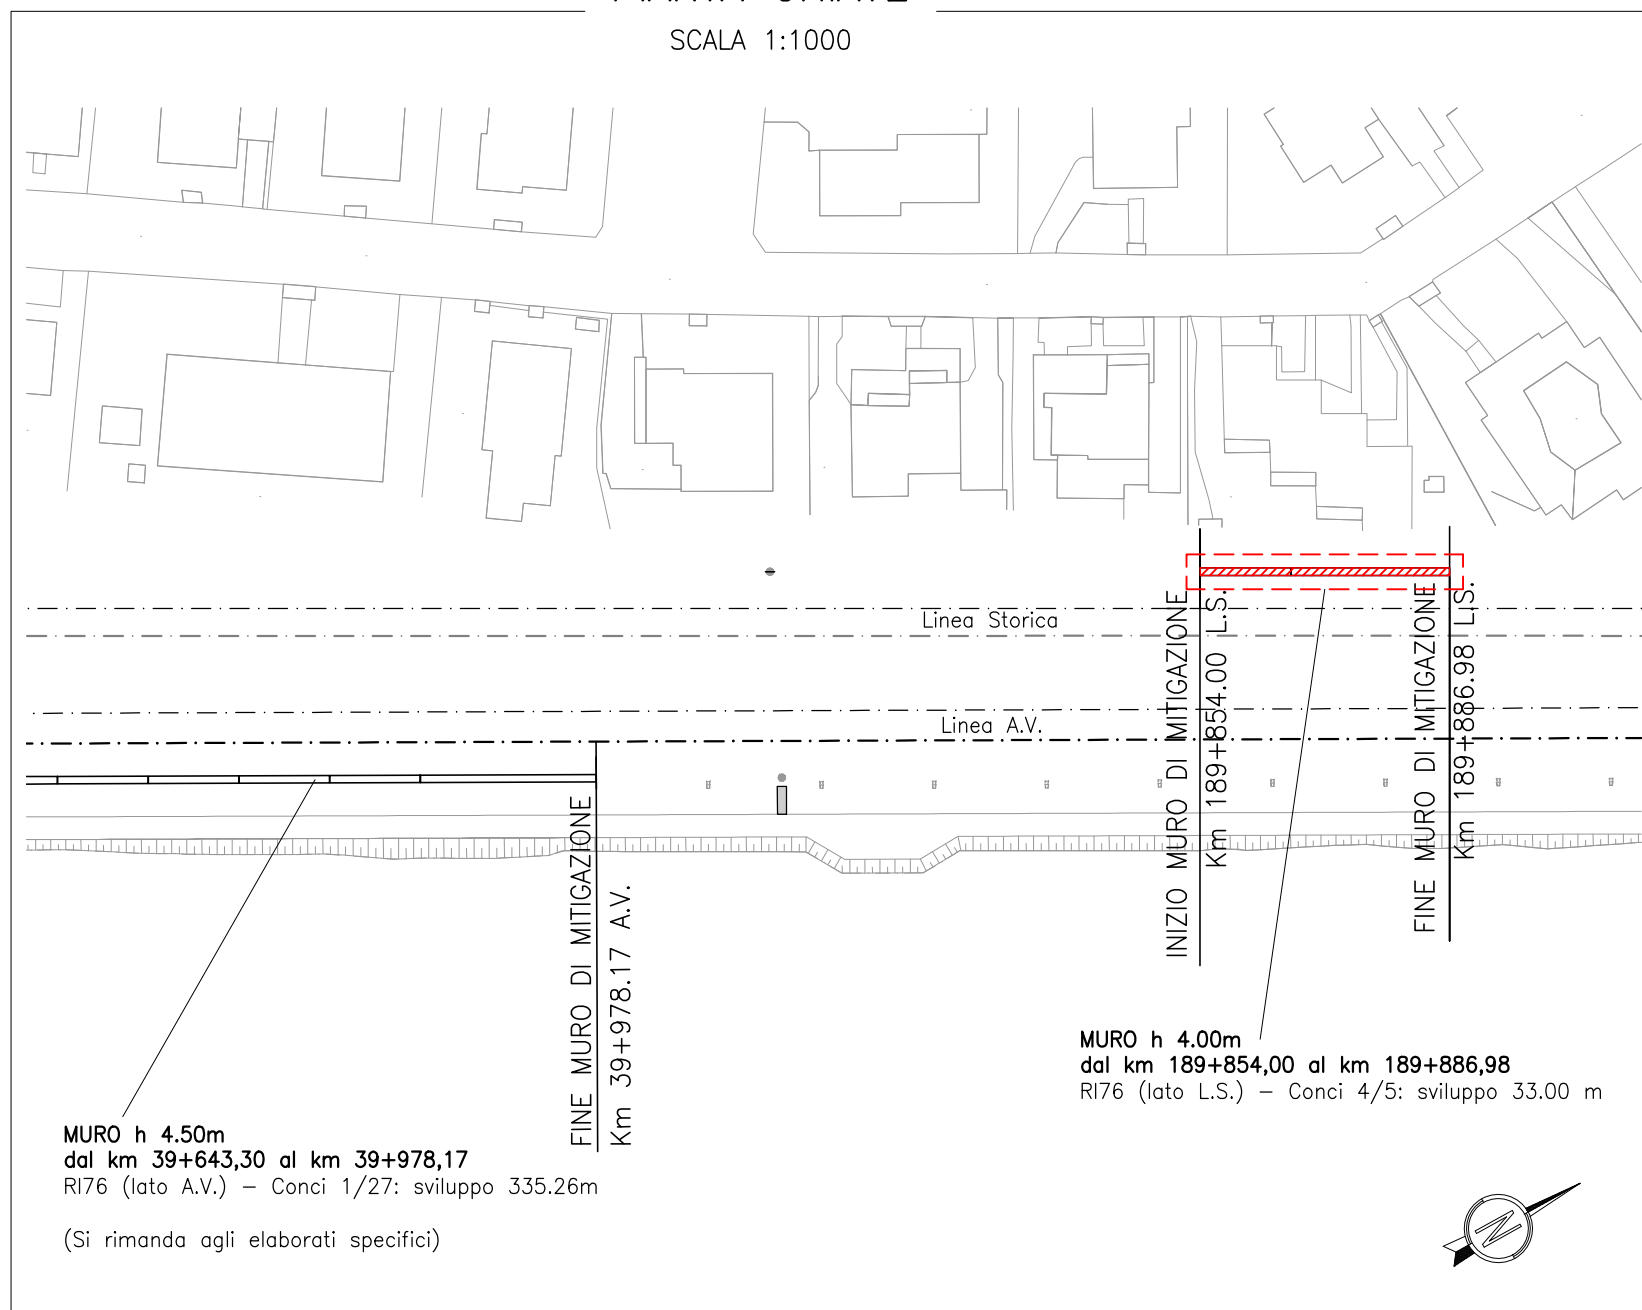 SCALA 1:1000
Linea Storica
Linea A.V.
INIZIO MURO DI MITIGAZIONE
Km 189+854.00 L.S.
FINE MURO DI MITIGAZIONE
Km 189+886.98 L.S.
FINE MURO DI MITIGAZIONE
Km 39+978.17 A.V.
MURO h 4.00m
dal km 189+854,00 al km 189+886,98
RI76 (lato L.S.) – Conci 4/5: sviluppo 33.00 m
MURO h 4.50m
dal km 39+643,30 al km 39+978,17
RI76 (lato A.V.) – Conci 1/27: sviluppo 335.26m
(Si rimanda agli elaborati specifici)
N